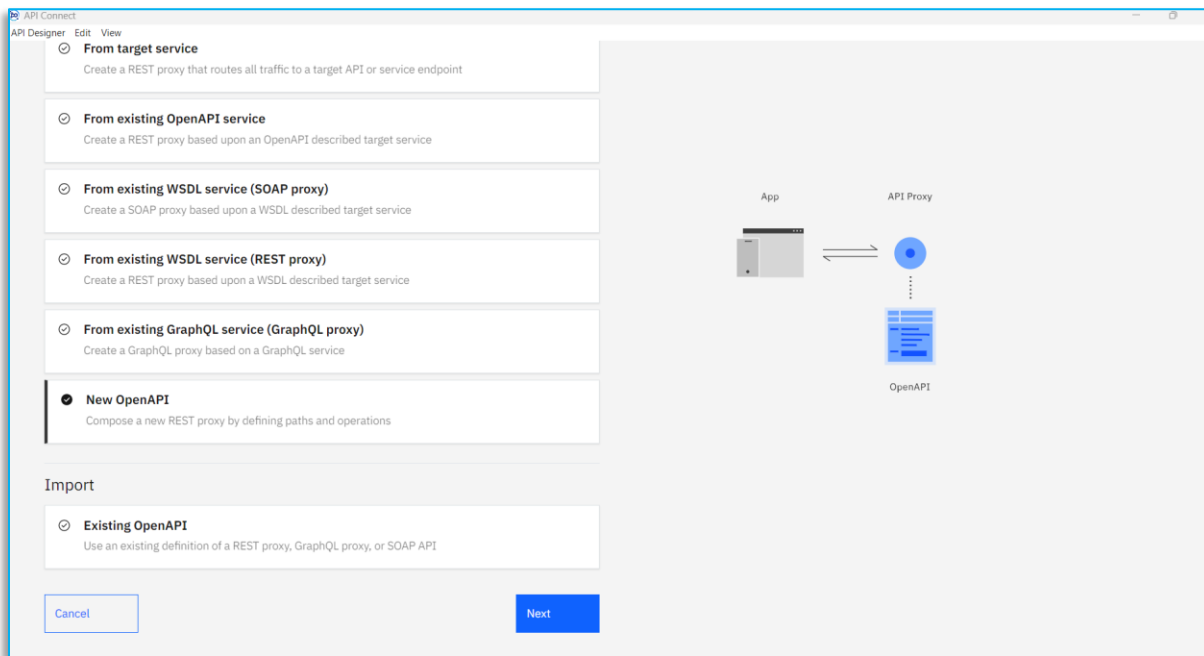 API Connect
API Designer Edit View
From target service
Create a REST proxy that routes all traffic to a target API or service endpoint
From existing OpenAPI service
Create a REST proxy based upon an OpenAPI described target service
From existing WSDL service (SOAP proxy)
Create a SOAP proxy based upon a WSDL described target service
From existing WSDL service (REST proxy)
Create a REST proxy based upon a WSDL described target service
From existing GraphQL service (GraphQL proxy)
Create a GraphQL proxy based on a GraphQL service
New OpenAPI
Compose a new REST proxy by defining paths and operations
Import
Existing OpenAPI
Use an existing definition of a REST proxy, GraphQL proxy, or SOAP API
Cancel
Next
App
API Proxy
OpenAPI